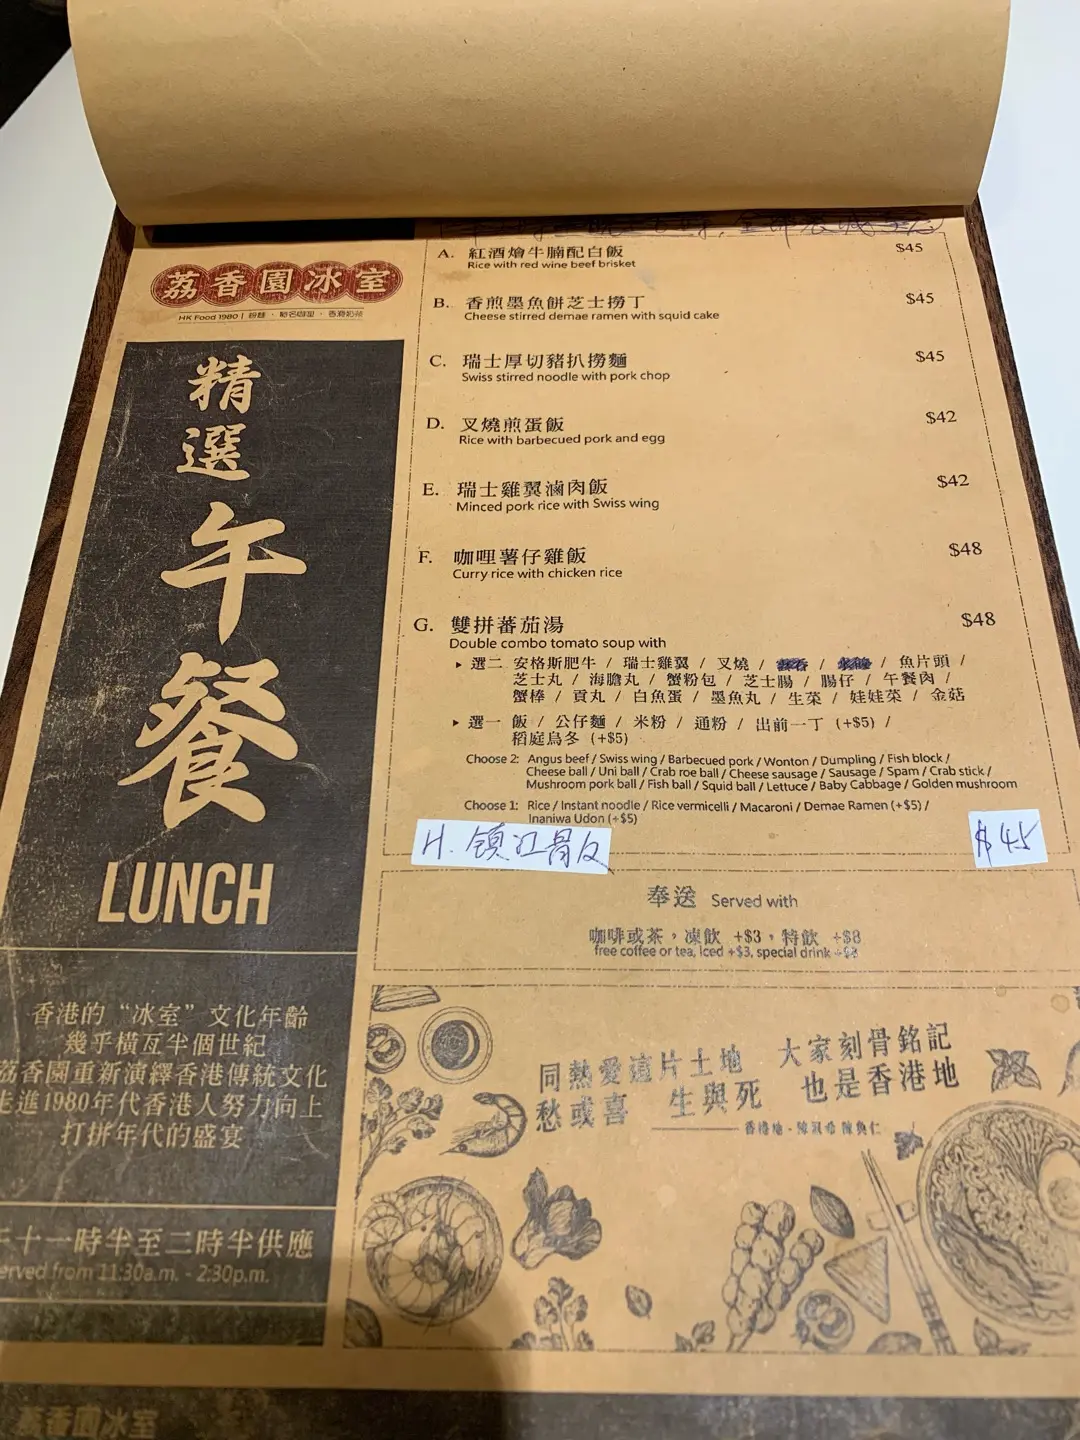 荔香園冰室
HK Food 1980 |
精選午餐
LUNCH
香港的“冰室”文化年齡
幾乎橫亙半個世紀
荔香園重新演繹香港傳統文化
走進1980年代香港人努力向上
打拼年代的盛宴
十一時半至二時半供應
erved from 11:30a.m. - 2:30p.m.
荔香園冰室
A. 紅酒燴牛腩配白飯 $45
Rice with red wine beef brisket
B. 香煎墨魚餅芝士撈丁 $45
Cheese stirred demae ramen with squid cake
C. 瑞士厚切豬扒撈麵 $45
Swiss stirred noodle with pork chop
D. 叉燒煎蛋飯 $42
Rice with barbecued pork and egg
E. 瑞士雞翼滷肉飯 $42
Minced pork rice with Swiss wing
F. 咖哩薯仔雞飯 $48
Curry rice with chicken rice
G. 雙拼蕃茄湯 $48
Double combo tomato soup with
▸ 選二 安格斯肥牛 / 瑞士雞翼 / 叉燒 / / / 魚片頭 /
芝士丸 / 海膽丸 / 蟹粉包 / 芝士腸 / 腸仔 / 午餐肉 /
蟹棒 / 貢丸 / 白魚蛋 / 墨魚丸 / 生菜 / 娃娃菜 / 金菇
▸ 選一 飯 / 公仔麵 / 米粉 / 通粉 / 出前一丁 (+$5) /
稻庭烏冬 (+$5)
Choose 2: Angus beef / Swiss wing / Barbecued pork / Wonton / Dumpling / Fish block /
Cheese ball / Uni ball / Crab roe ball / Cheese sausage / Sausage / Spam / Crab stick /
Mushroom pork ball / Fish ball / Squid ball / Lettuce / Baby Cabbage / Golden mushroom
Choose 1: Rice / Instant noodle / Rice vermicelli / Macaroni / Demae Ramen (+$5) /
Inaniwa Udon (+$5)
H. 鎮江骨 $45
奉送 Served with
咖啡或茶，凍飲 +$3，特飲 +$8
free coffee or tea, Iced +$3, special drink +$8
同熱愛這片土地 大家刻骨銘記
愁或喜 生與死 也是香港地